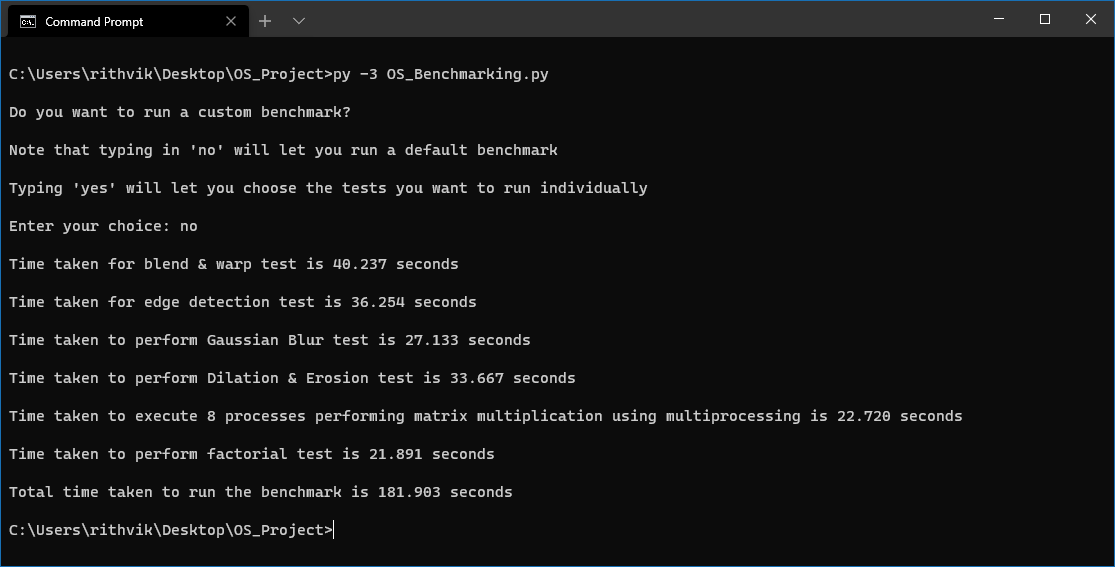 Command Prompt
C:\Users\rithvik\Desktop\OS_Project>py -3 OS_Benchmarking.py
Do you want to run a custom benchmark?
Note that typing in 'no' will let you run a default benchmark
Typing 'yes' will let you choose the tests you want to run individually
Enter your choice: no
Time taken for blend & warp test is 40.237 seconds
Time taken for edge detection test is 36.254 seconds
Time taken to perform Gaussian Blur test is 27.133 seconds
Time taken to perform Dilation & Erosion test is 33.667 seconds
Time taken to execute 8 processes performing matrix multiplication using multiprocessing is 22.720 seconds
Time taken to perform factorial test is 21.891 seconds
Total time taken to run the benchmark is 181.903 seconds
C:\Users\rithvik\Desktop\OS_Project>